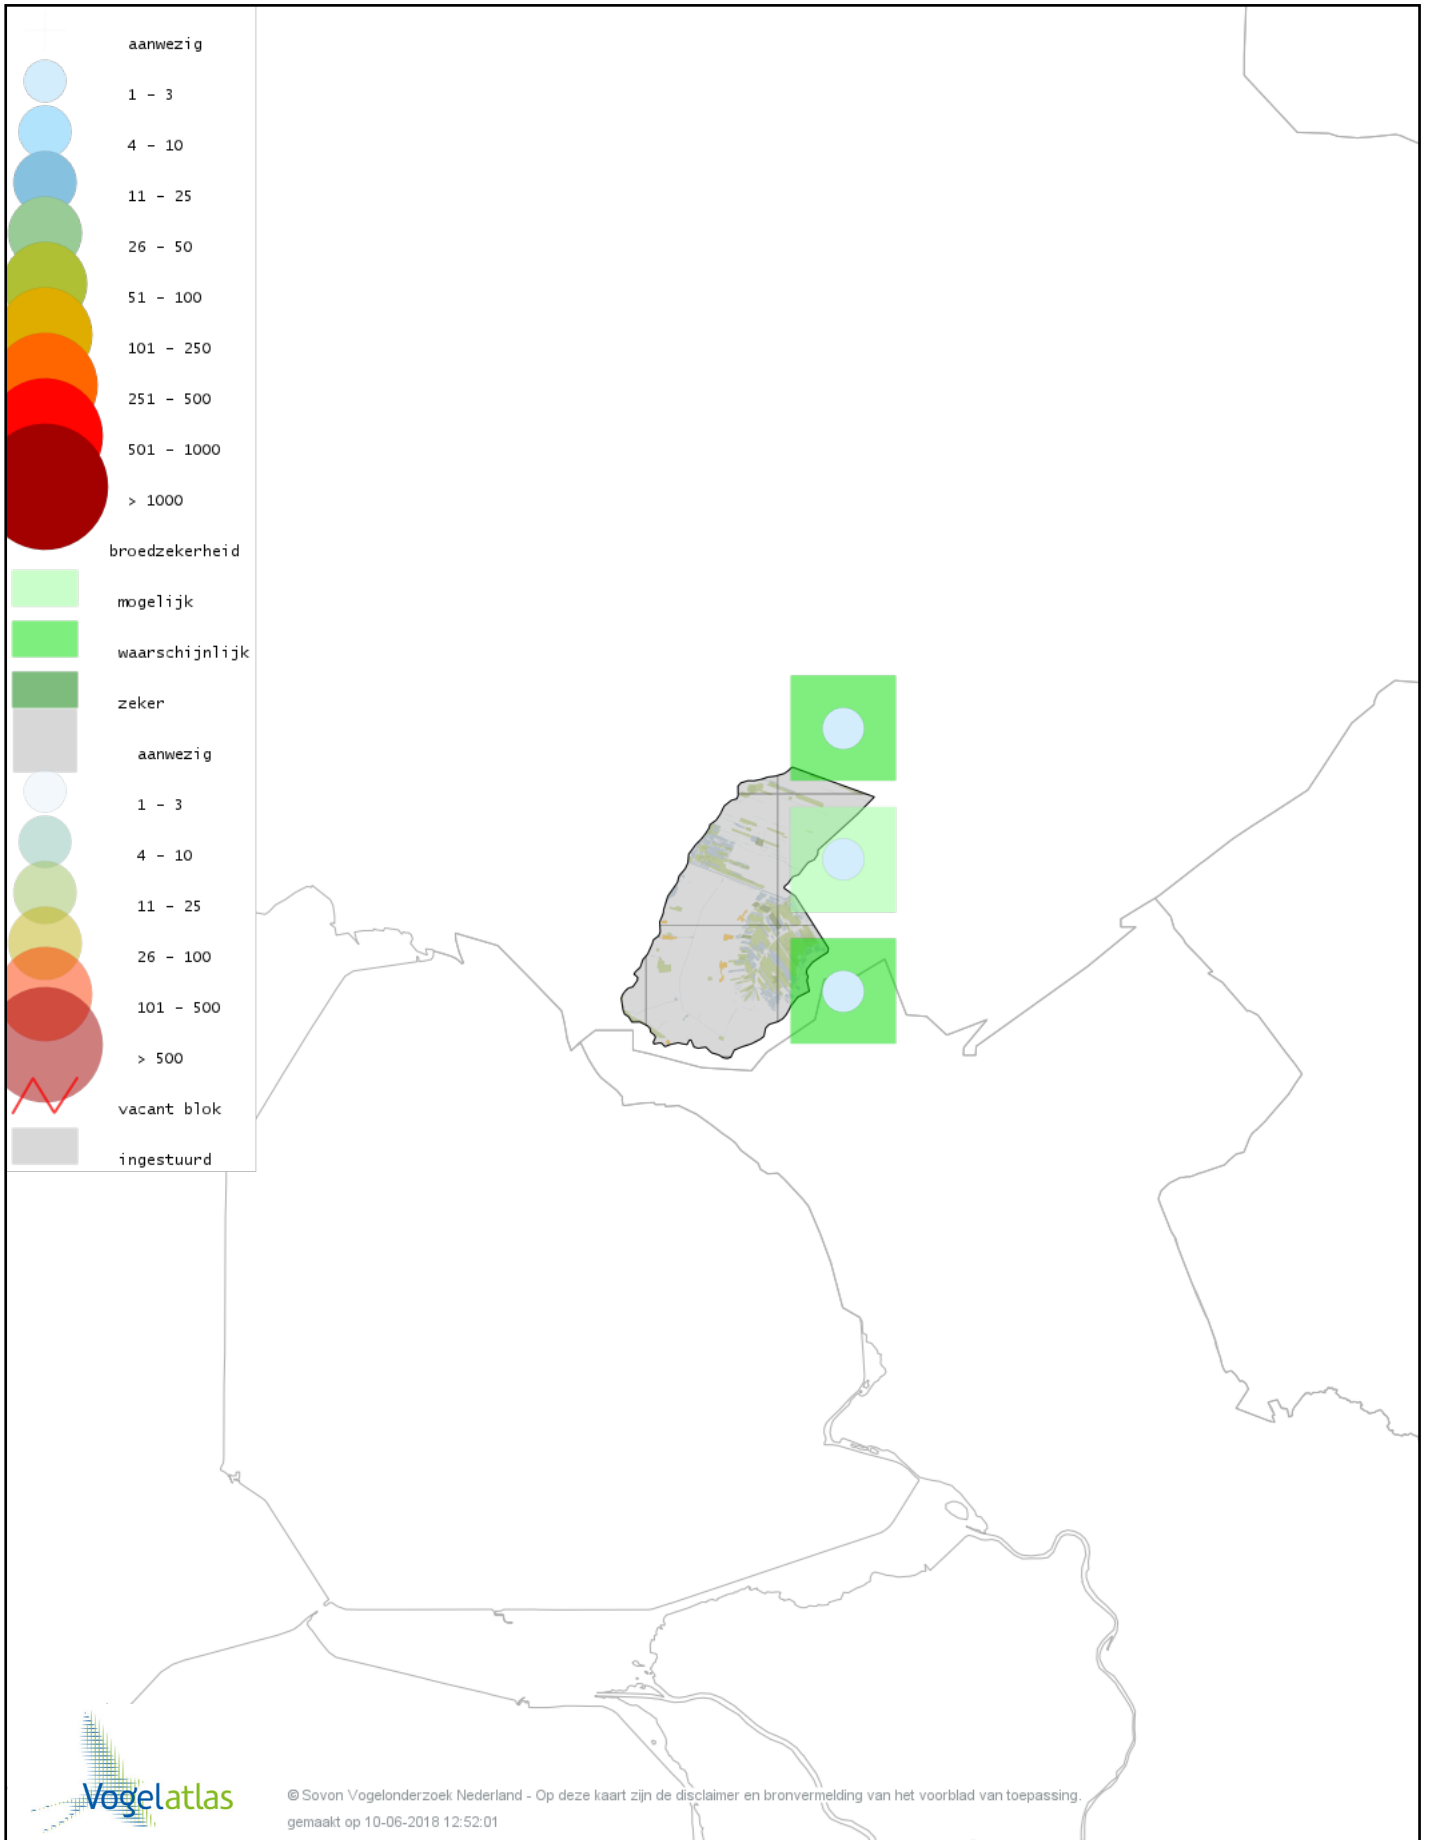 aanwezig
1 - 3
4 - 10
11 - 25
26 - 50
51 - 100
101 - 250
251 - 500
501 - 1000
> 1000
broedzekerheid
mogelijk
waarschijnlijk
zeker
aanwezig
1 - 3
4 - 10
11 - 25
26 - 100
101 - 500
> 500
vacant blok
ingestuurd
Vogelatlas
© Sovon Vogelonderzoek Nederland - Op deze kaart zijn de disclaimer en bronvermelding van het voorblad van toepassing.
gemaakt op 10-06-2018 12:52:01